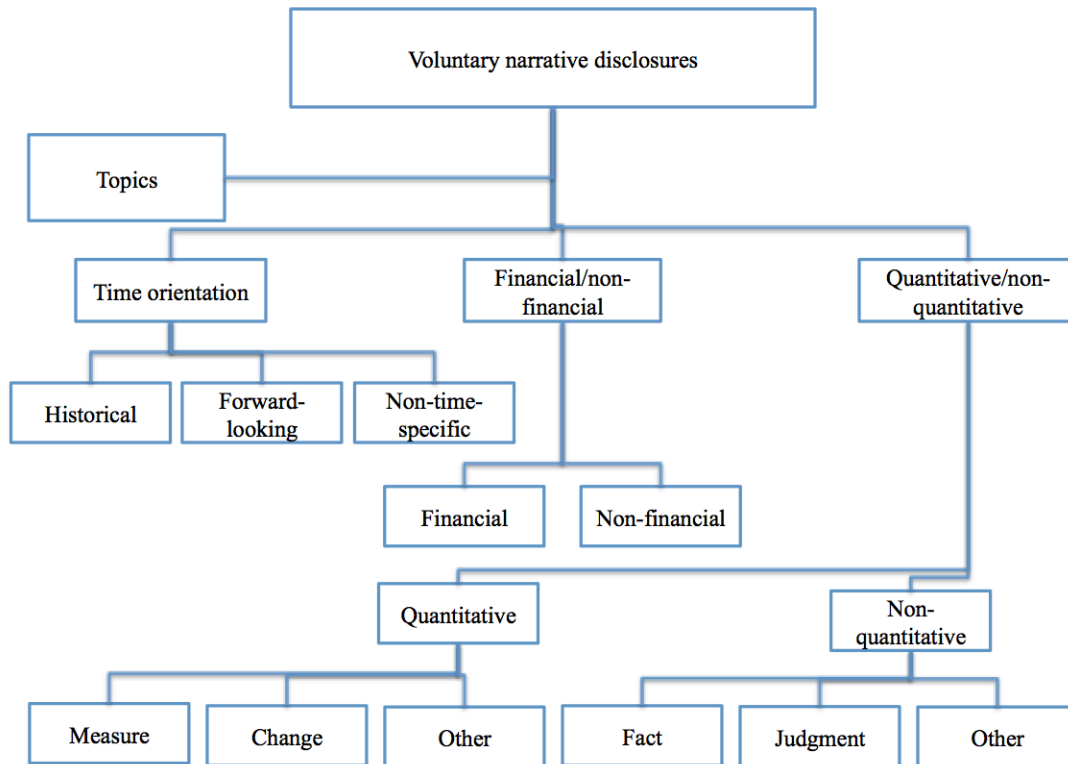 Voluntary narrative disclosures
Topics
Time orientation
Financial/non-
financial
Quantitative/non-
quantitative
Historical
Forward-
looking
Non-time-
specific
Financial
Non-financial
Quantitative
Non-
quantitative
Measure
Change
Other
Fact
Judgment
Other